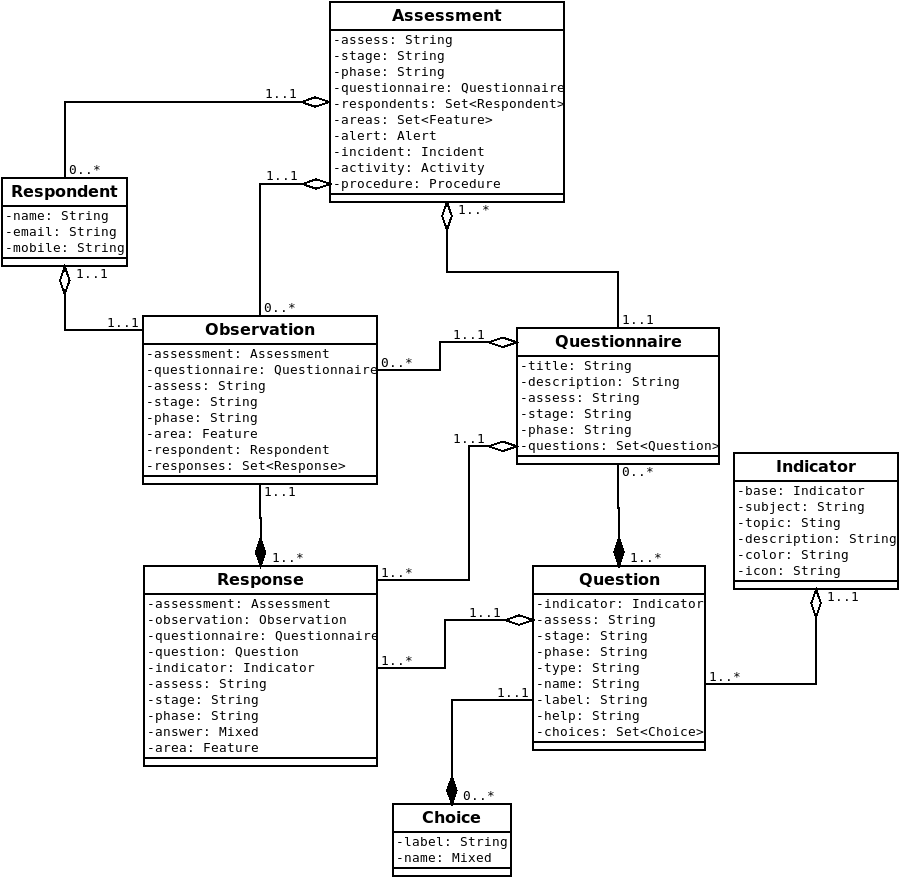 Assessment
-assess: String
-stage: String
-phase: String
-questionnaire: Questionnaire
-respondents: Set<Respondent>
-areas: Set<Feature>
-alert: Alert
-incident: Incident
-activity: Activity
-procedure: Procedure
1..1
0..*
1..1
0..*
1..*
1..1
Respondent
-name: String
-email: String
-mobile: String
1..1
1..1
Observation
-assessment: Assessment
-questionnaire: Questionnaire
-assess: String
-stage: String
-phase: String
-area: Feature
-respondent: Respondent
-responses: Set<Response>
1..1
0..*
Questionnaire
-title: String
-description: String
-assess: String
-stage: String
-phase: String
-questions: Set<Question>
1..1
1..*
1..1
1..*
0..*
1..*
Indicator
-base: Indicator
-subject: String
-topic: Sting
-description: String
-color: String
-icon: String
1..1
1..*
Response
-assessment: Assessment
-observation: Observation
-questionnaire: Questionnaire
-question: Question
-indicator: Indicator
-assess: String
-stage: String
-phase: String
-answer: Mixed
-area: Feature
1..1
1..*
Question
-indicator: Indicator
-assess: String
-stage: String
-phase: String
-type: String
-name: String
-label: String
-help: String
-choices: Set<Choice>
1..1
0..*
Choice
-label: String
-name: Mixed